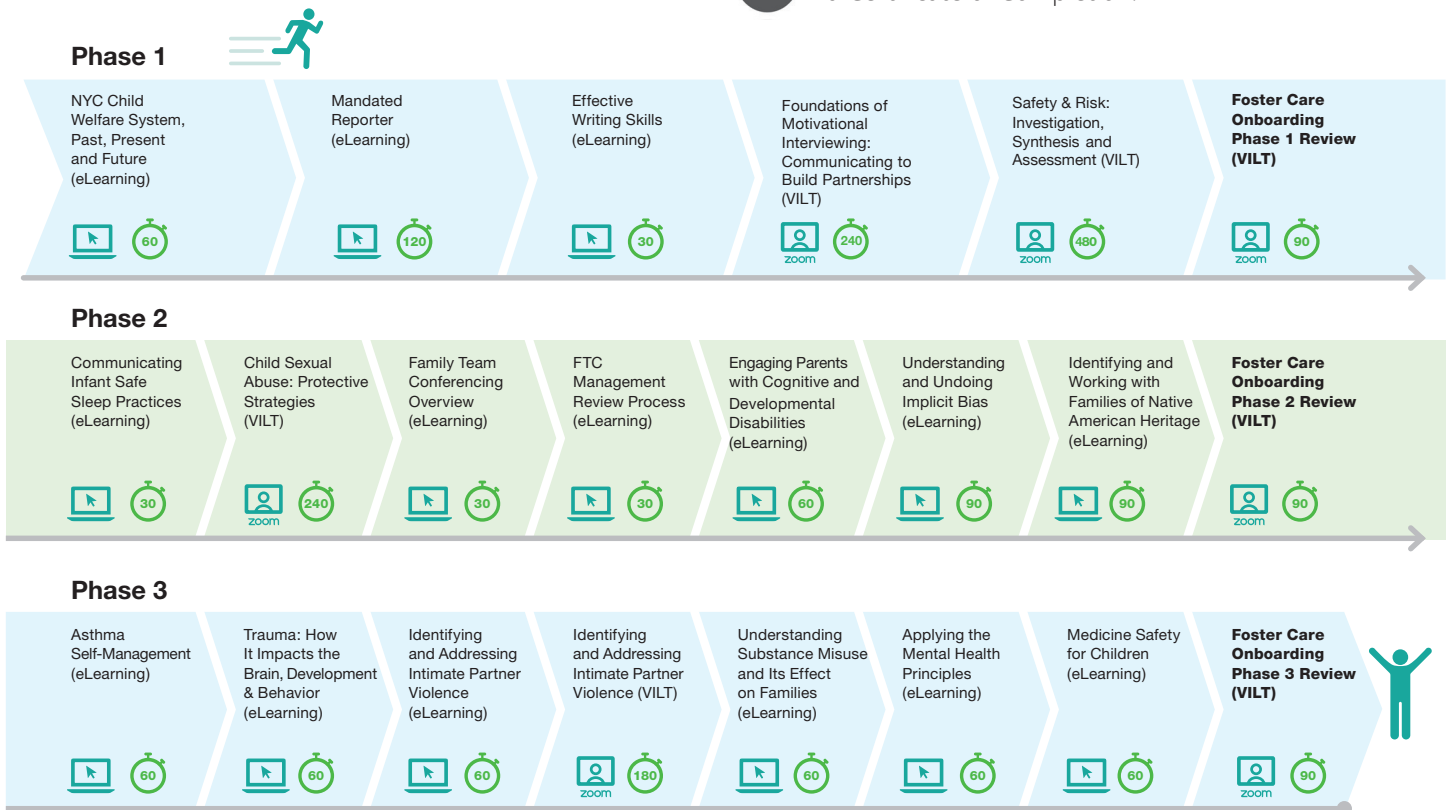 Phase 1
NYC Child
Welfare System,
Past, Present
and Future
(eLearning)
60
Mandated
Reporter
(eLearning)
120
Effective
Writing Skills
(eLearning)
30
Foundations of
Motivational
Interviewing:
Communicating to
Build Partnerships
(VILT)
zoom
240
Safety & Risk:
Investigation,
Synthesis and
Assessment (VILT)
zoom
480
Foster Care
Onboarding
Phase 1 Review
(VILT)
zoom
90
Phase 2
Communicating
Infant Safe
Sleep Practices
(eLearning)
30
Child Sexual
Abuse: Protective
Strategies
(VILT)
zoom
240
Family Team
Conferencing
Overview
(eLearning)
30
FTC
Management
Review Process
(eLearning)
30
Engaging Parents
with Cognitive and
Developmental
Disabilities
(eLearning)
60
Understanding
and Undoing
Implicit Bias
(eLearning)
90
Identifying and
Working with
Families of Native
American Heritage
(eLearning)
90
Foster Care
Onboarding
Phase 2 Review
(VILT)
zoom
90
Phase 3
Asthma
Self-Management
(eLearning)
60
Trauma: How
It Impacts the
Brain, Development
& Behavior
(eLearning)
60
Identifying
and Addressing
Intimate Partner
Violence
(eLearning)
60
Identifying
and Addressing
Intimate Partner
Violence (VILT)
zoom
180
Understanding
Substance Misuse
and Its Effect
on Families
(eLearning)
60
Applying the
Mental Health
Principles
(eLearning)
60
Medicine Safety
for Children
(eLearning)
60
Foster Care
Onboarding
Phase 3 Review
(VILT)
zoom
90